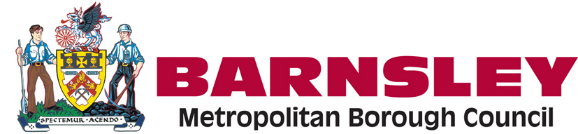 BARNSLEY
Metropolitan Borough Council
SPECTEMUR · AGENDO